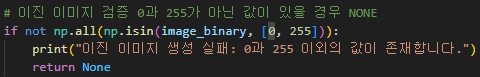 # 이진 이미지 검증 0과 255가 아닌 값이 있을 경우 NONE
if not np.all(np.isin(image_binary, [0, 255])):
    print("이진 이미지 생성 실패: 0과 255 이외의 값이 존재합니다.")
    return None